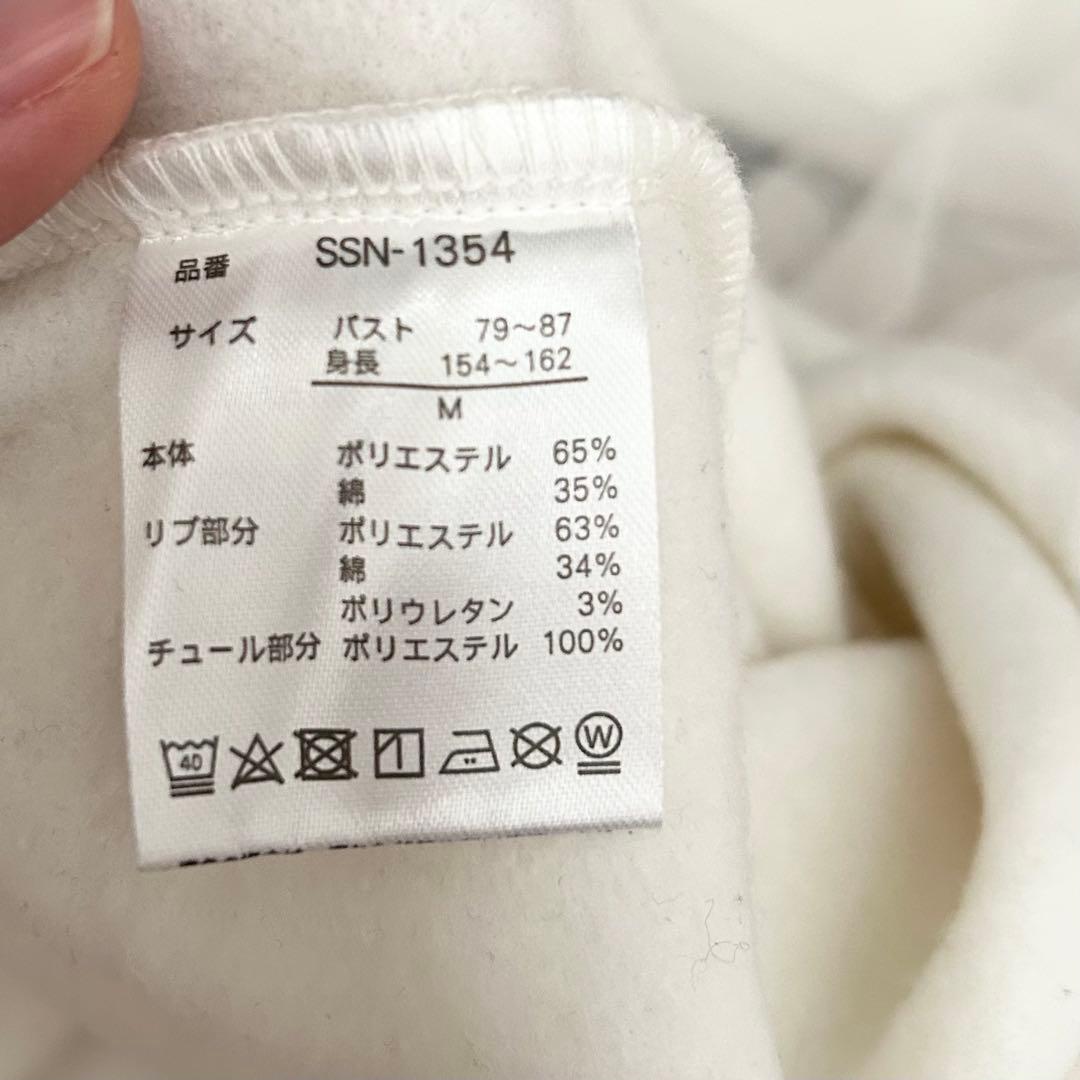 品番 SSN-1354
サイズ バスト 79〜87
身長 154〜162
M
本体 ポリエステル 65%
綿 35%
リブ部分 ポリエステル 63%
綿 34%
ポリウレタン 3%
チュール部分 ポリエステル 100%
40 W